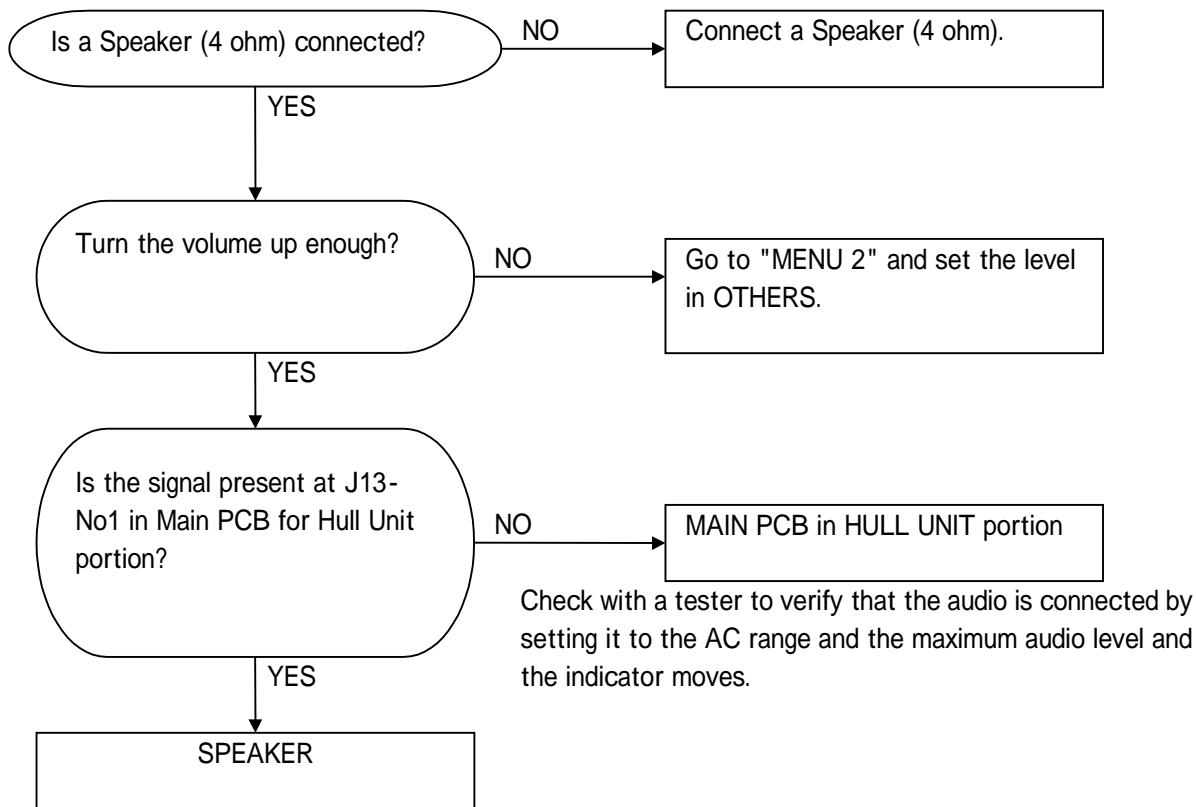 Is a Speaker (4 ohm) connected?
NO
Connect a Speaker (4 ohm).
YES
Turn the volume up enough?
NO
Go to "MENU 2" and set the level
in OTHERS.
YES
Is the signal present at J13-
No1 in Main PCB for Hull Unit
portion?
NO
MAIN PCB in HULL UNIT portion
Check with a tester to verify that the audio is connected by
setting it to the AC range and the maximum audio level and
the indicator moves.
YES
SPEAKER